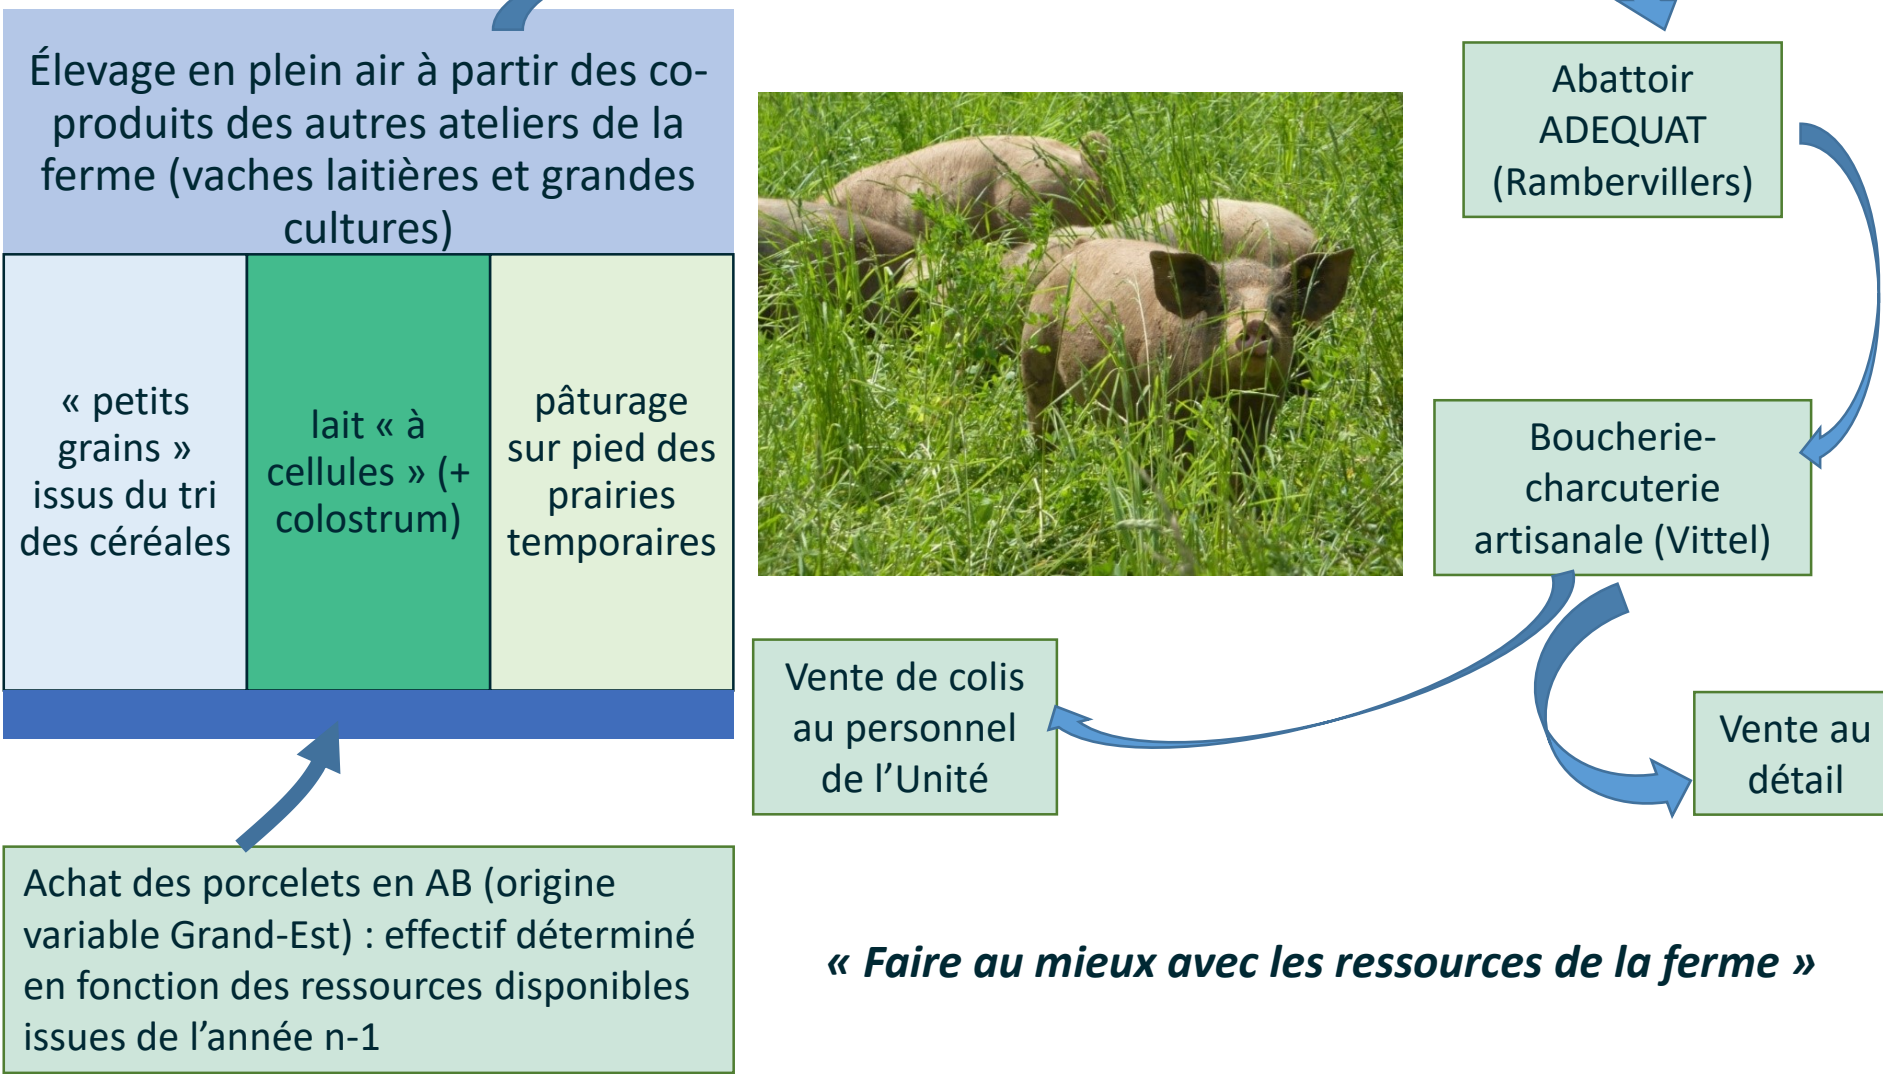 Élevage en plein air à partir des co-
produits des autres ateliers de la
ferme (vaches laitières et grandes
cultures)
« petits
grains »
issus du tri
des céréales
lait « à
cellules » (+
colostrum)
pâturage
sur pied des
prairies
temporaires
Achat des porcelets en AB (origine
variable Grand-Est) : effectif déterminé
en fonction des ressources disponibles
issues de l’année n-1
Abattoir
ADEQUAT
(Rambervillers)
Boucherie-
charcuterie
artisanale (Vittel)
Vente de colis
au personnel
de l’Unité
Vente au
détail
« Faire au mieux avec les ressources de la ferme »